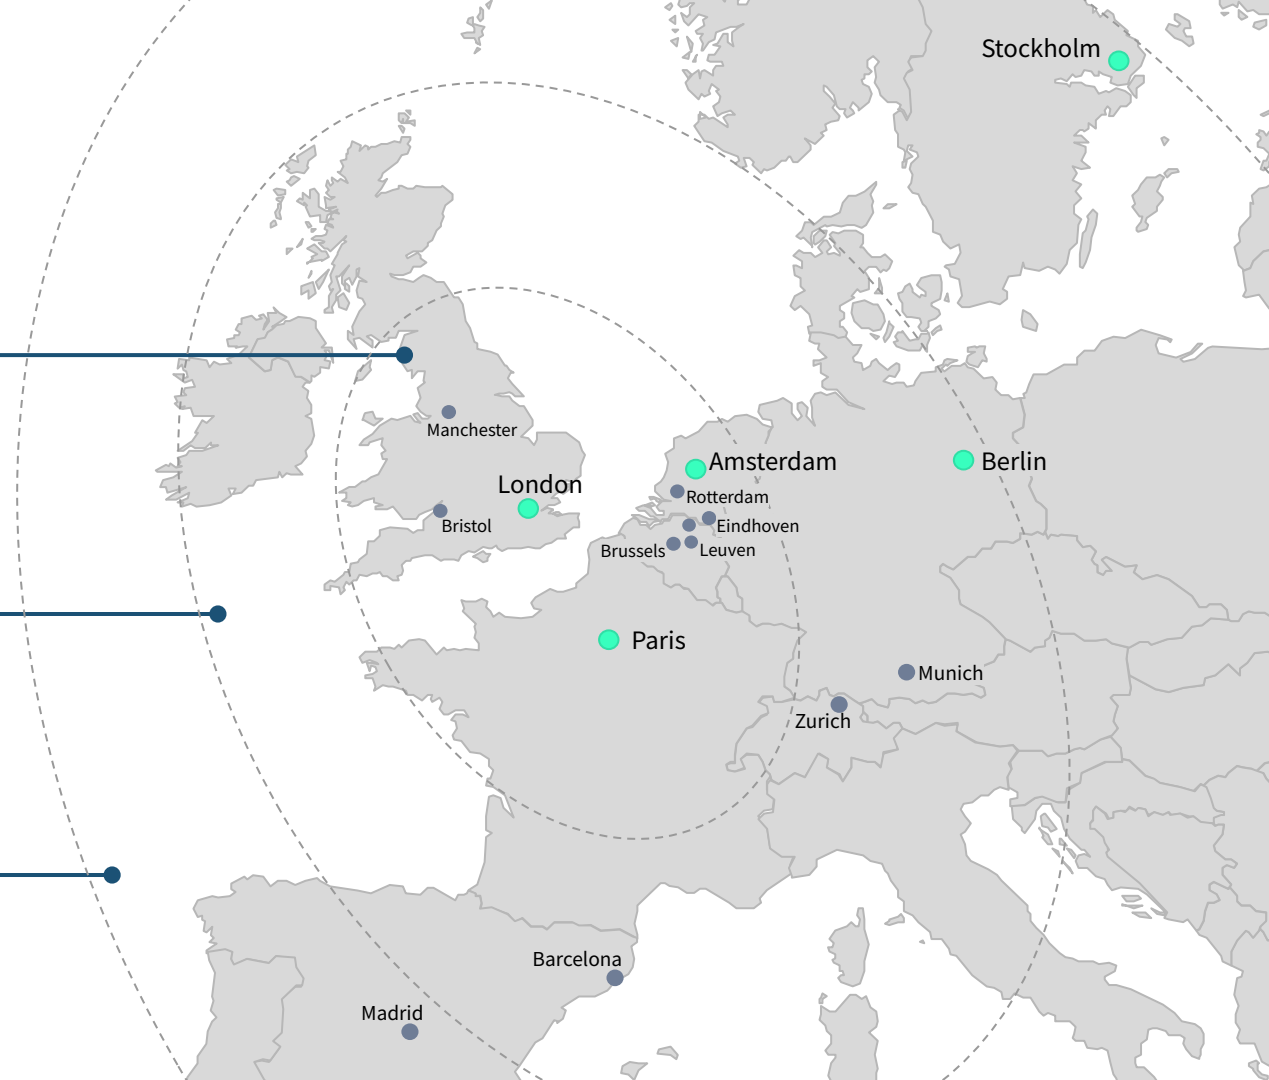 Stockholm
Manchester
Amsterdam
Berlin
London
Rotterdam
Bristol
Eindhoven
Brussels
Leuven
Paris
Munich
Zurich
Barcelona
Madrid